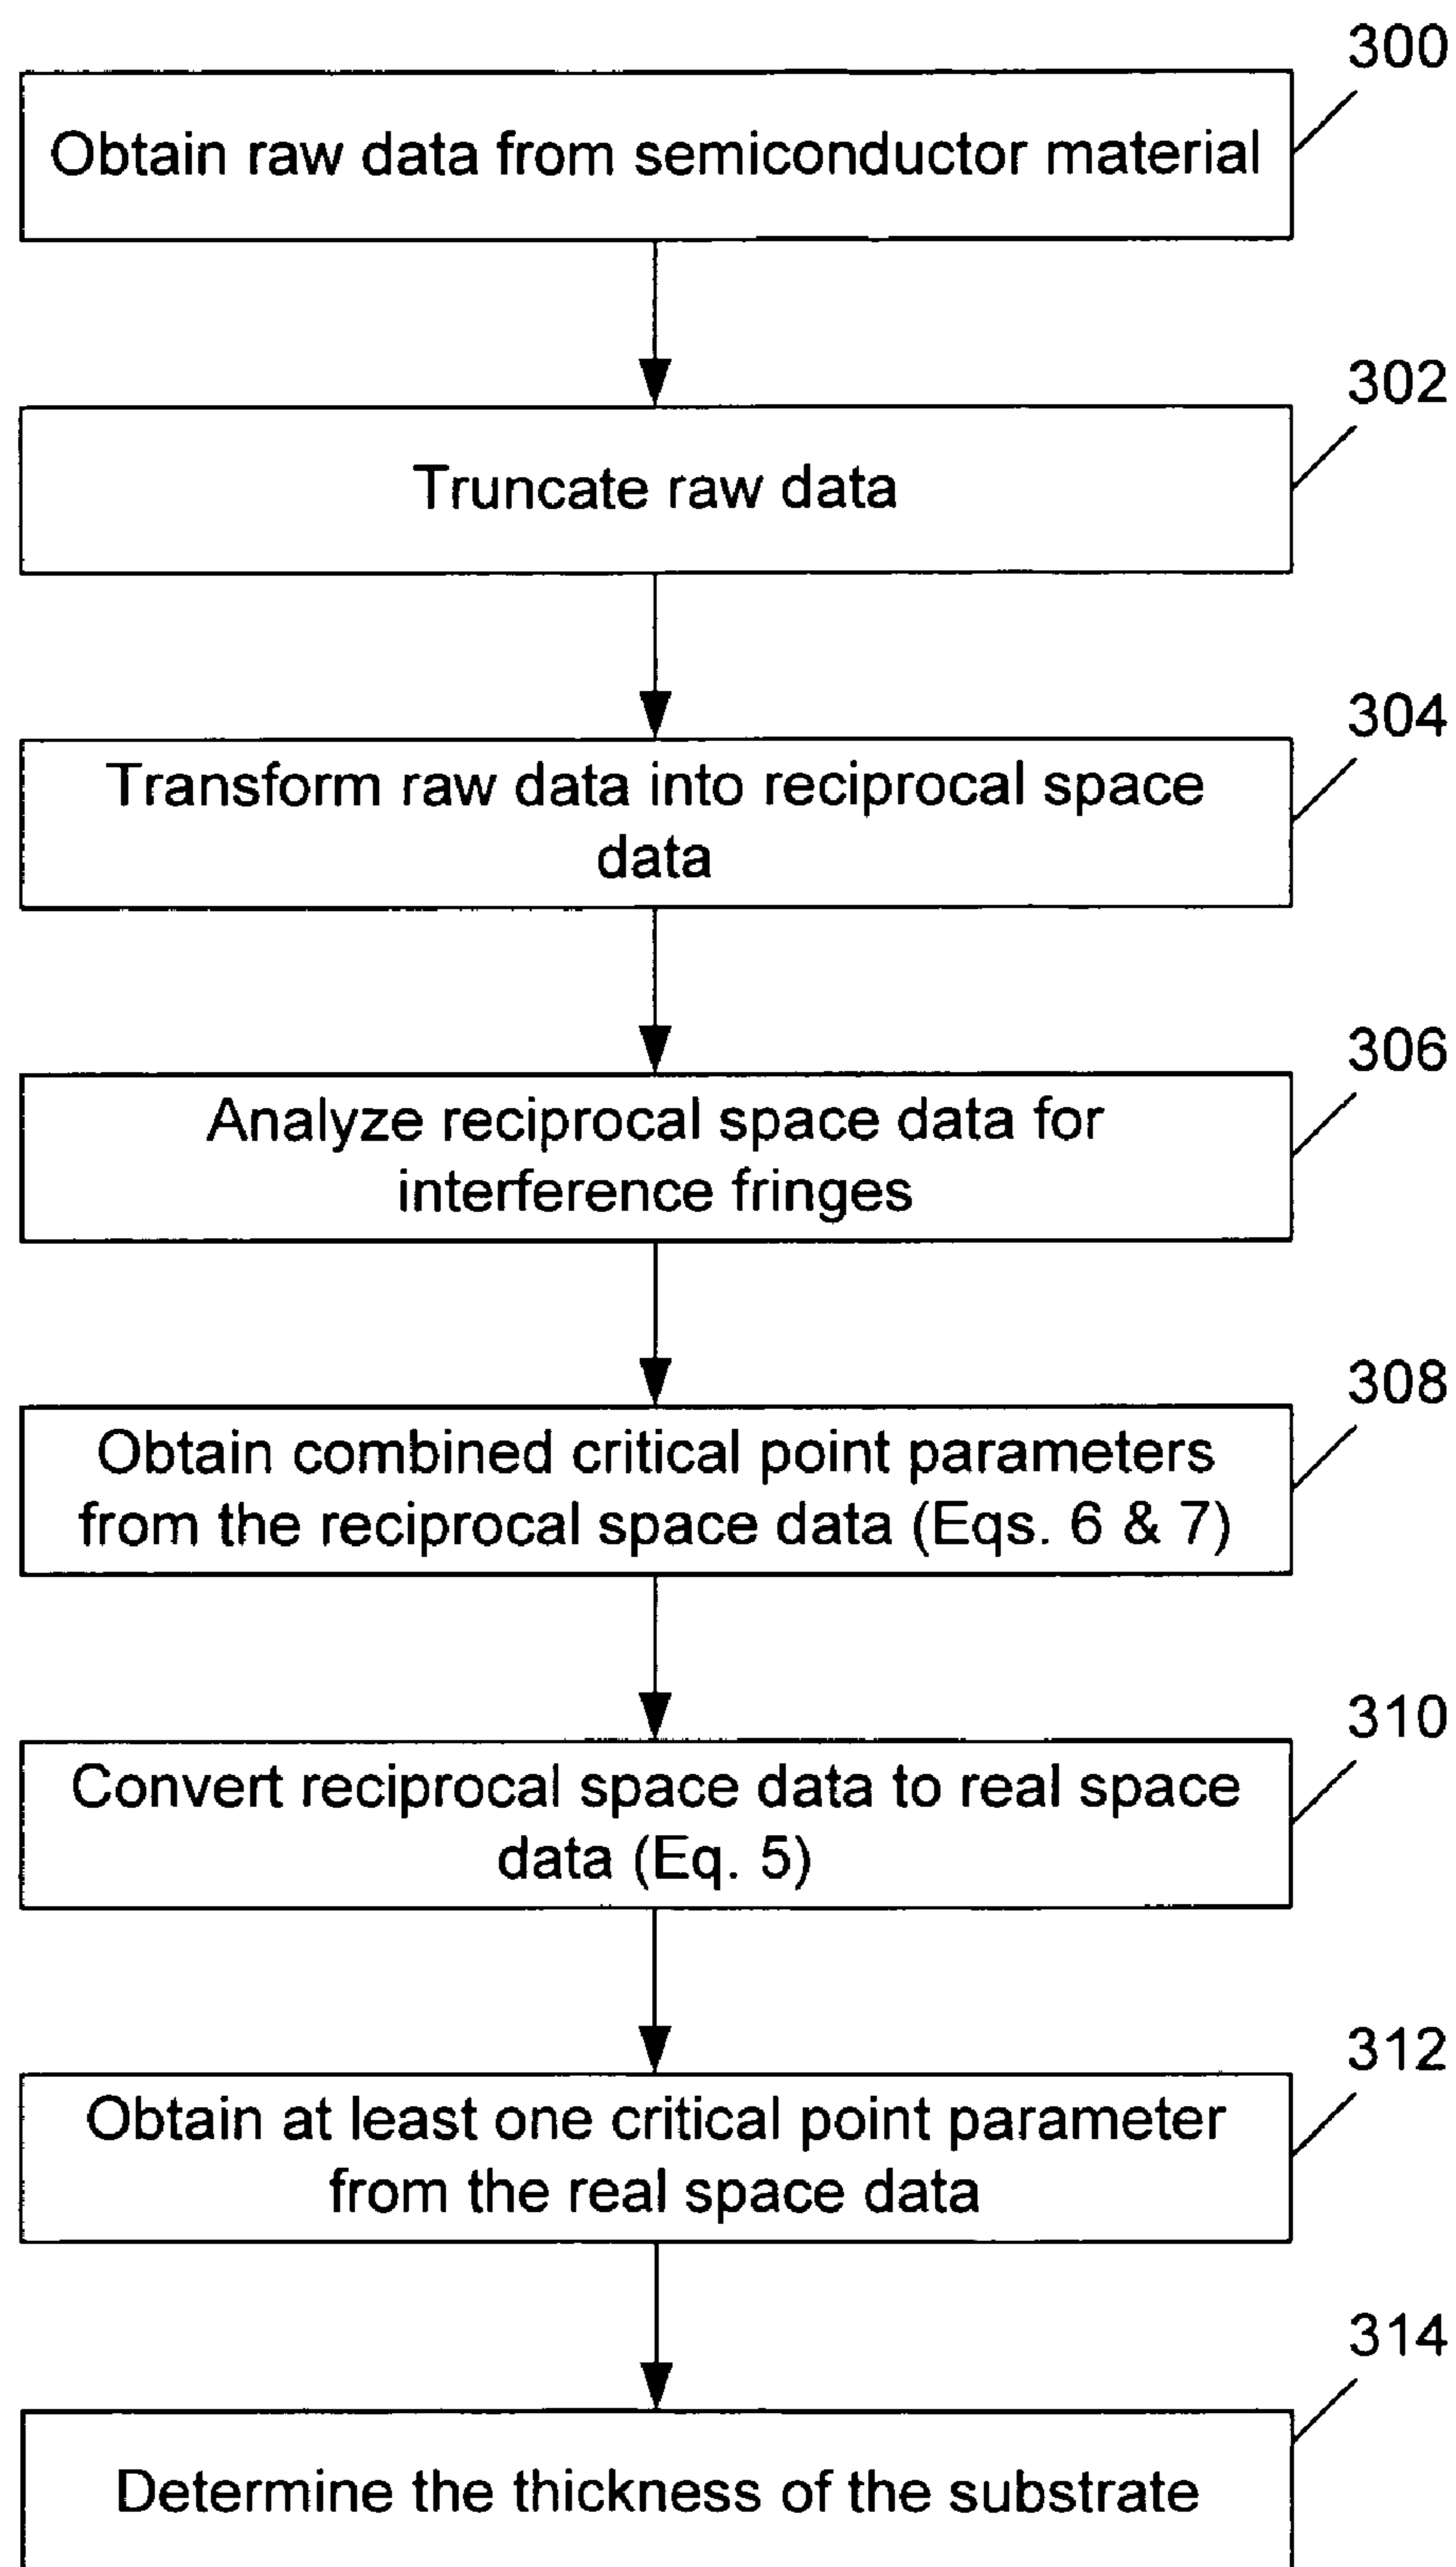 300
Obtain raw data from semiconductor material
302
Truncate raw data
304
Transform raw data into reciprocal space
data
306
Analyze reciprocal space data for
interference fringes
308
Obtain combined critical point parameters
from the reciprocal space data (Eqs. 6 & 7)
310
Convert reciprocal space data to real space
data (Eq. 5)
312
Obtain at least one critical point parameter
from the real space data
314
Determine the thickness of the substrate